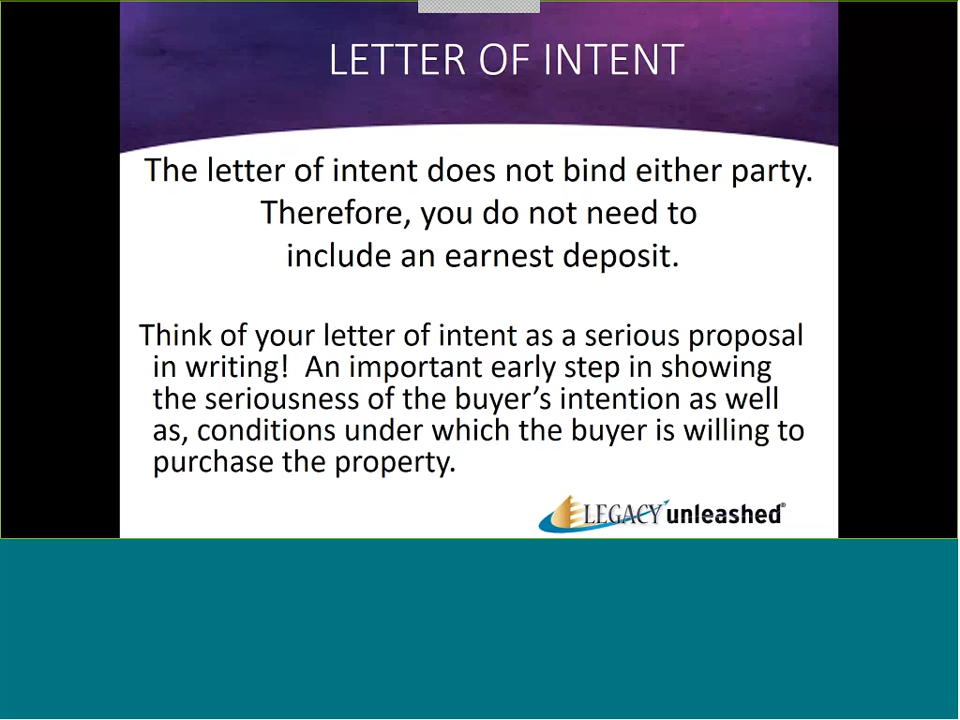 LETTER OF INTENT
The letter of intent does not bind either party.
Therefore, you do not need to
include an earnest deposit.
Think of your letter of intent as a serious proposal
in writing!  An important early step in showing
the seriousness of the buyer’s intention as well
as, conditions under which the buyer is willing to
purchase the property.
LEGACY unleashed®